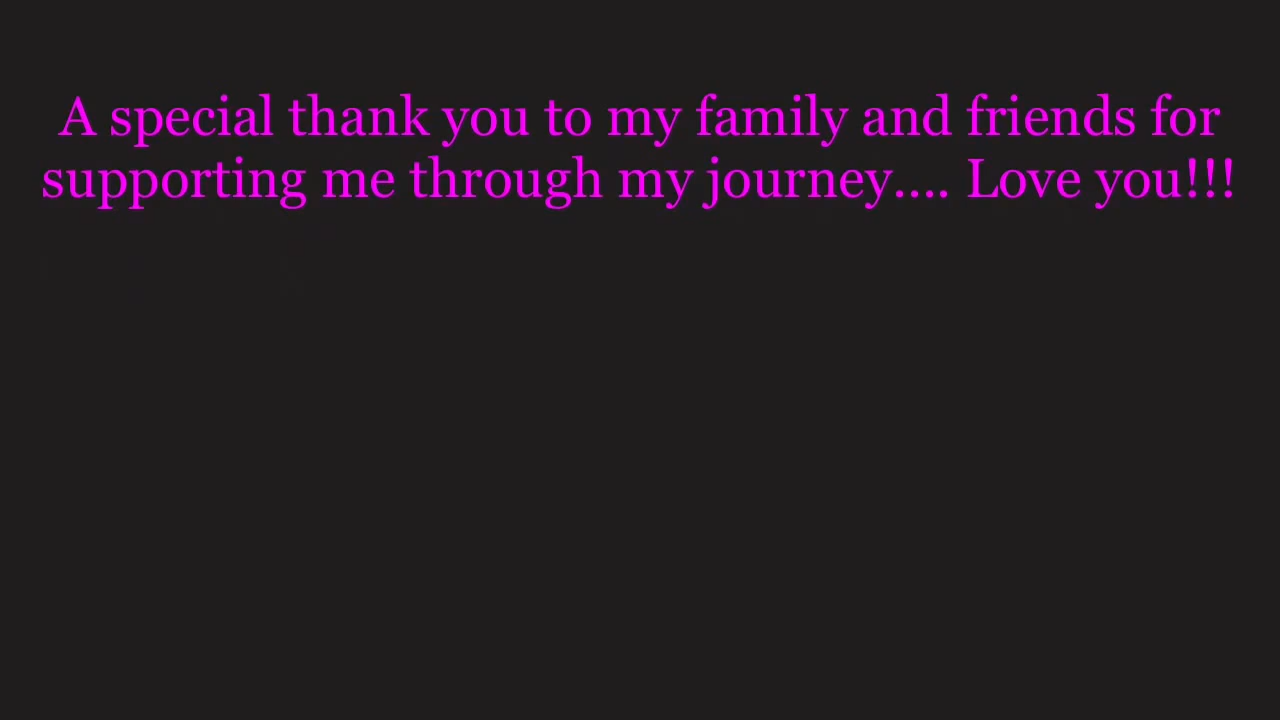 A special thank you to my family and friends for
supporting me through my journey.... Love you!!!